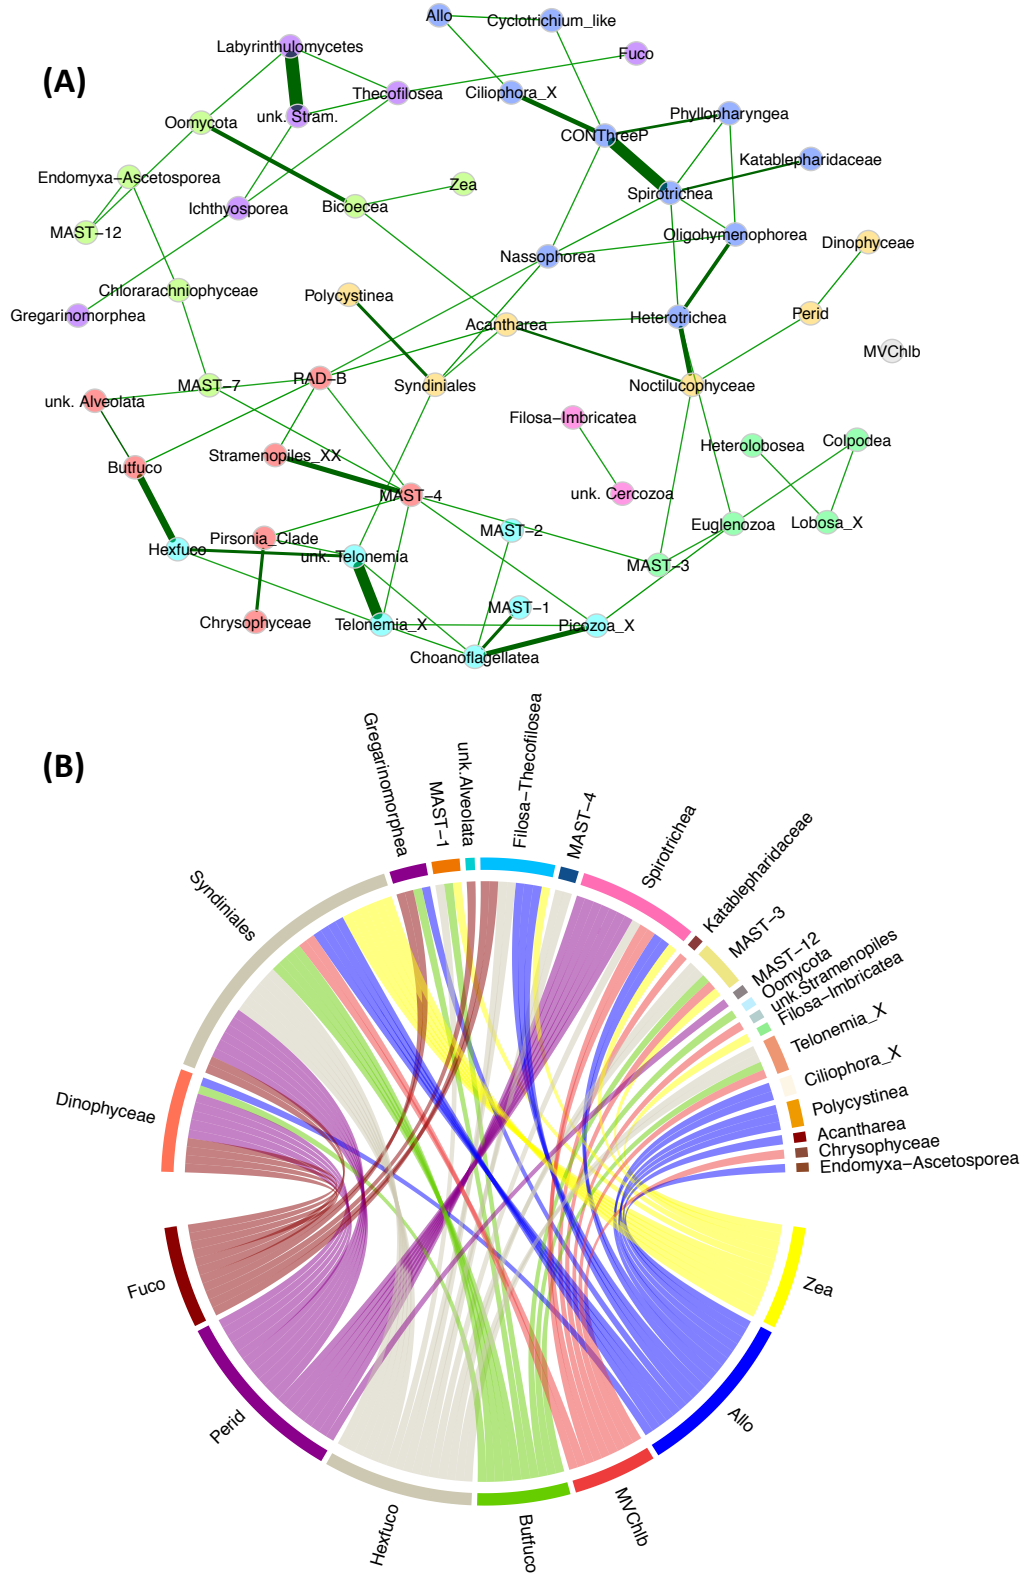 (A)
Allo
Cyclotrichium_like
Labyrinthulomycetes
Fuco
Thecofilosea
Ciliophora_X
unk. Stram.
Phyllopharyngea
Oomycota
CONThreeP
Katablepharidaceae
Endomyxa-Ascetosporea
Zea
Spirotrichea
Ichthyosporea
Bicoecea
MAST-12
Oligohymenophorea
Dinophyceae
Nassophorea
Chlorarachniophyceae
Polycystinea
Gregarinomorphea
Acantharea
Heterotrichea
Perid
MVChlb
RAD-B
MAST-7
Syndiniales
Noctilucophyceae
unk. Alveolata
Filosa-Imbricatea
Heterolobosea
Colpodea
Stramenopiles_XX
Butfuco
MAST-4
unk. Cercozoa
Euglenozoa
Lobosa_X
MAST-2
Pirsonia_Clade
Hexfuco
unk. Telonemia
MAST-3
MAST-1
Chrysophyceae
Telonemia_X
Picozoa_X
Choanoflagellatea
(B)
Gregarinomorphea
MAST-1
unk.Alveolata
Filosa-Thecofilosea
MAST-4
Spirotrichea
Katablepharidaceae
MAST-3
MAST-12
Oomycota
unk.Stramenopiles
Filosa-Imbricatea
Telonemia_X
Ciliophora_X
Polycystinea
Acantharea
Chrysophyceae
Endomyxa-Ascetosporea
Syndiniales
Dinophyceae
Fuco
Perid
Hexfuco
Butfuco
MVChlb
Allo
Zea